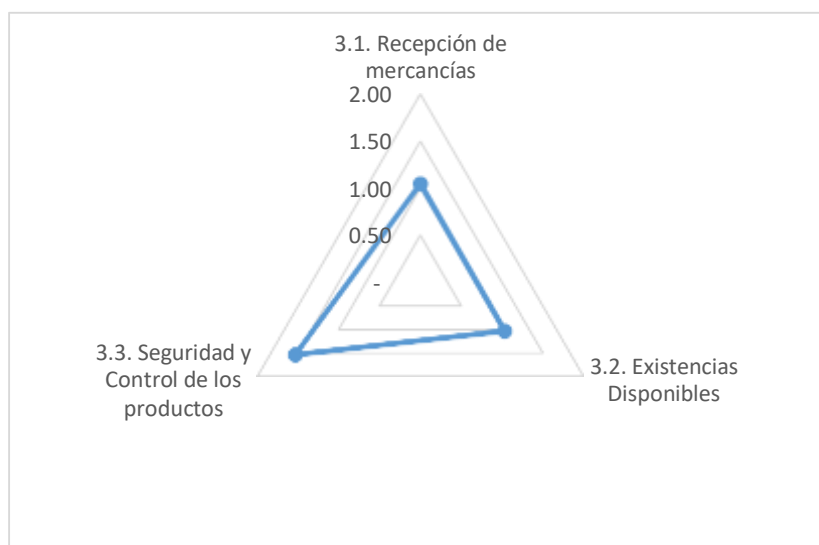 3.1. Recepción de
mercancías
2.00
1.50
1.00
0.50
-
3.3. Seguridad y
Control de los
productos
3.2. Existencias
Disponibles